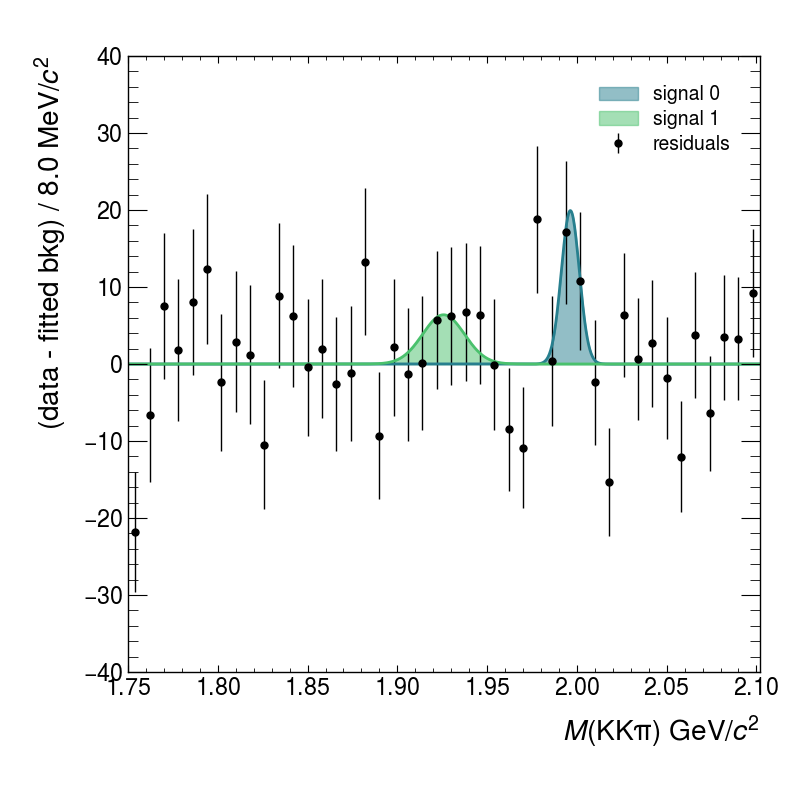 (data - fitted bkg) / 8.0 MeV/c²
40
30
20
10
0
−10
−20
−30
−40
signal 0
signal 1
residuals
1.75 1.80 1.85 1.90 1.95 2.00 2.05 2.10
M(KKπ) GeV/c²